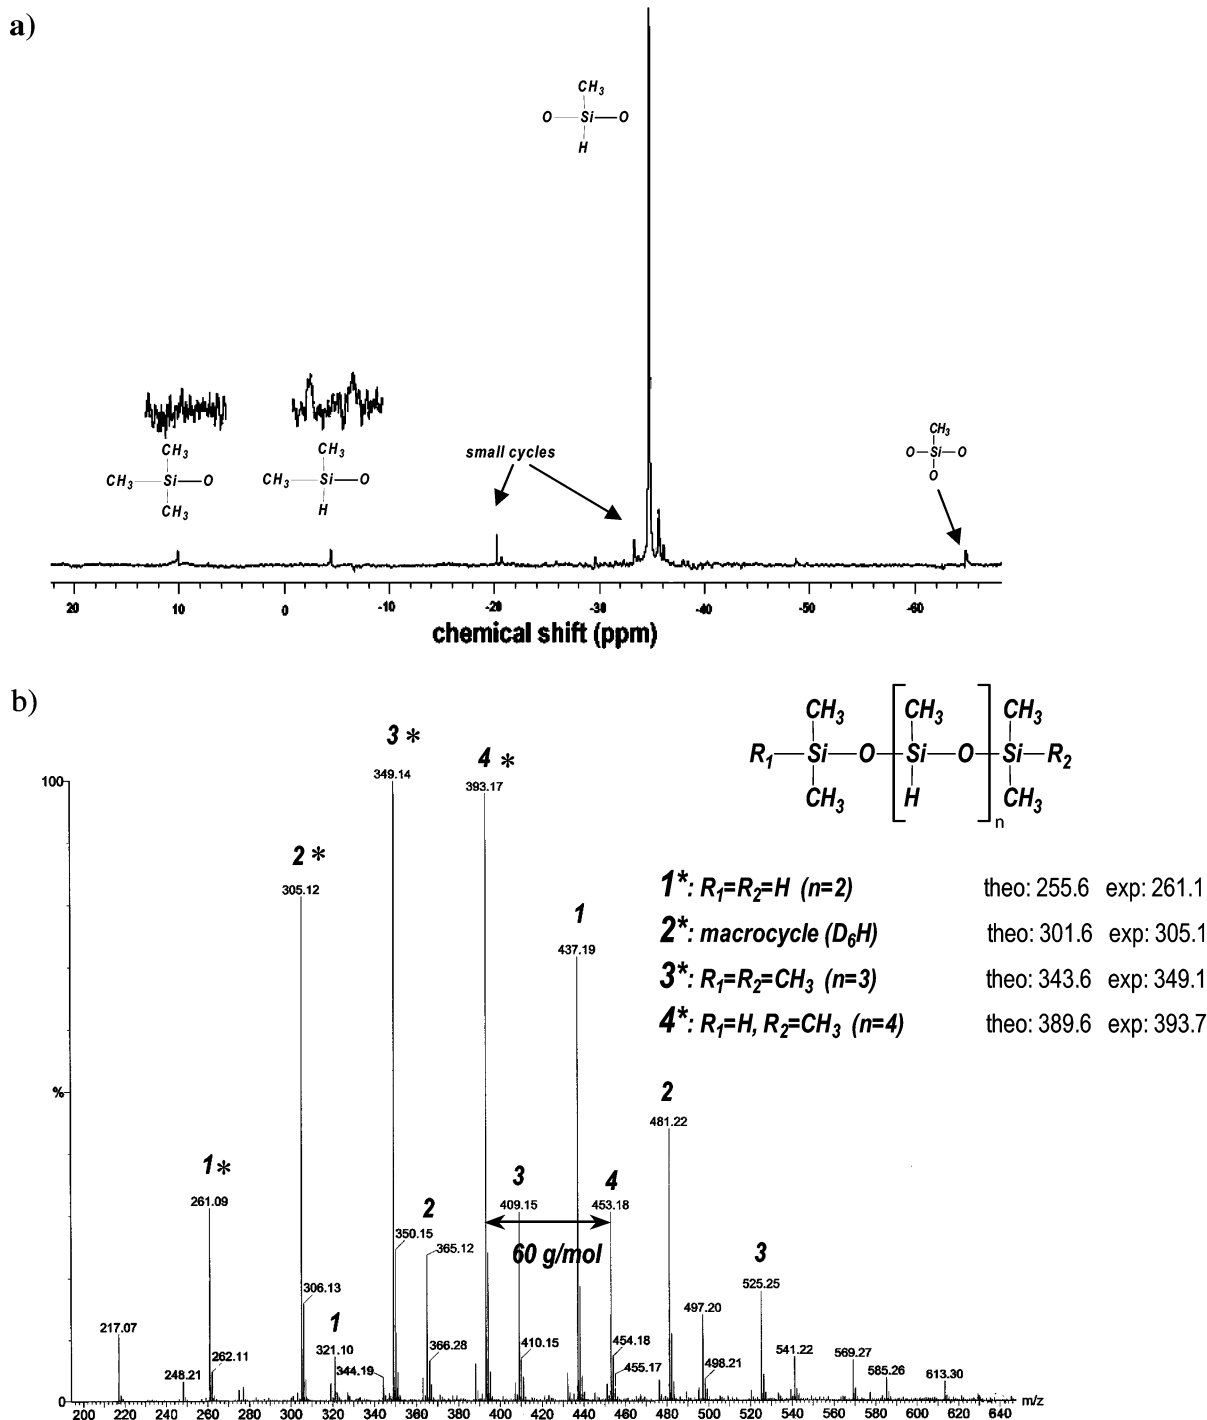 a)
CH3
O Si O
H
CH3
CH3 Si O
CH3
CH3
CH3 Si O
H
small cycles
CH3
O Si O
O
20 10 0 -10 -20 -30 -40 -50 -60
chemical shift (ppm)
b)
CH3 CH3 CH3
R1 Si O Si O Si R2
CH3 H CH3
n
1*: R1=R2=H (n=2) theo: 255.6 exp: 261.1
2*: macrocycle (D6H) theo: 301.6 exp: 305.1
3*: R1=R2=CH3 (n=3) theo: 343.6 exp: 349.1
4*: R1=H, R2=CH3 (n=4) theo: 389.6 exp: 393.7
3*
349.14
4*
393.17
100
2*
305.12
1
437.19
%
2
481.22
1*
261.09
2
350.15
365.12
3
409.15
4
453.18
60 g/mol
3
525.25
306.13
1
321.10
497.20
217.07
262.11
344.19
366.28
410.15
454.18
455.17
498.21
541.22
569.27
585.26
613.30
248.21
0
200 220 240 260 280 300 320 340 360 380 400 420 440 460 480 500 520 540 560 580 600 620 640 m/z